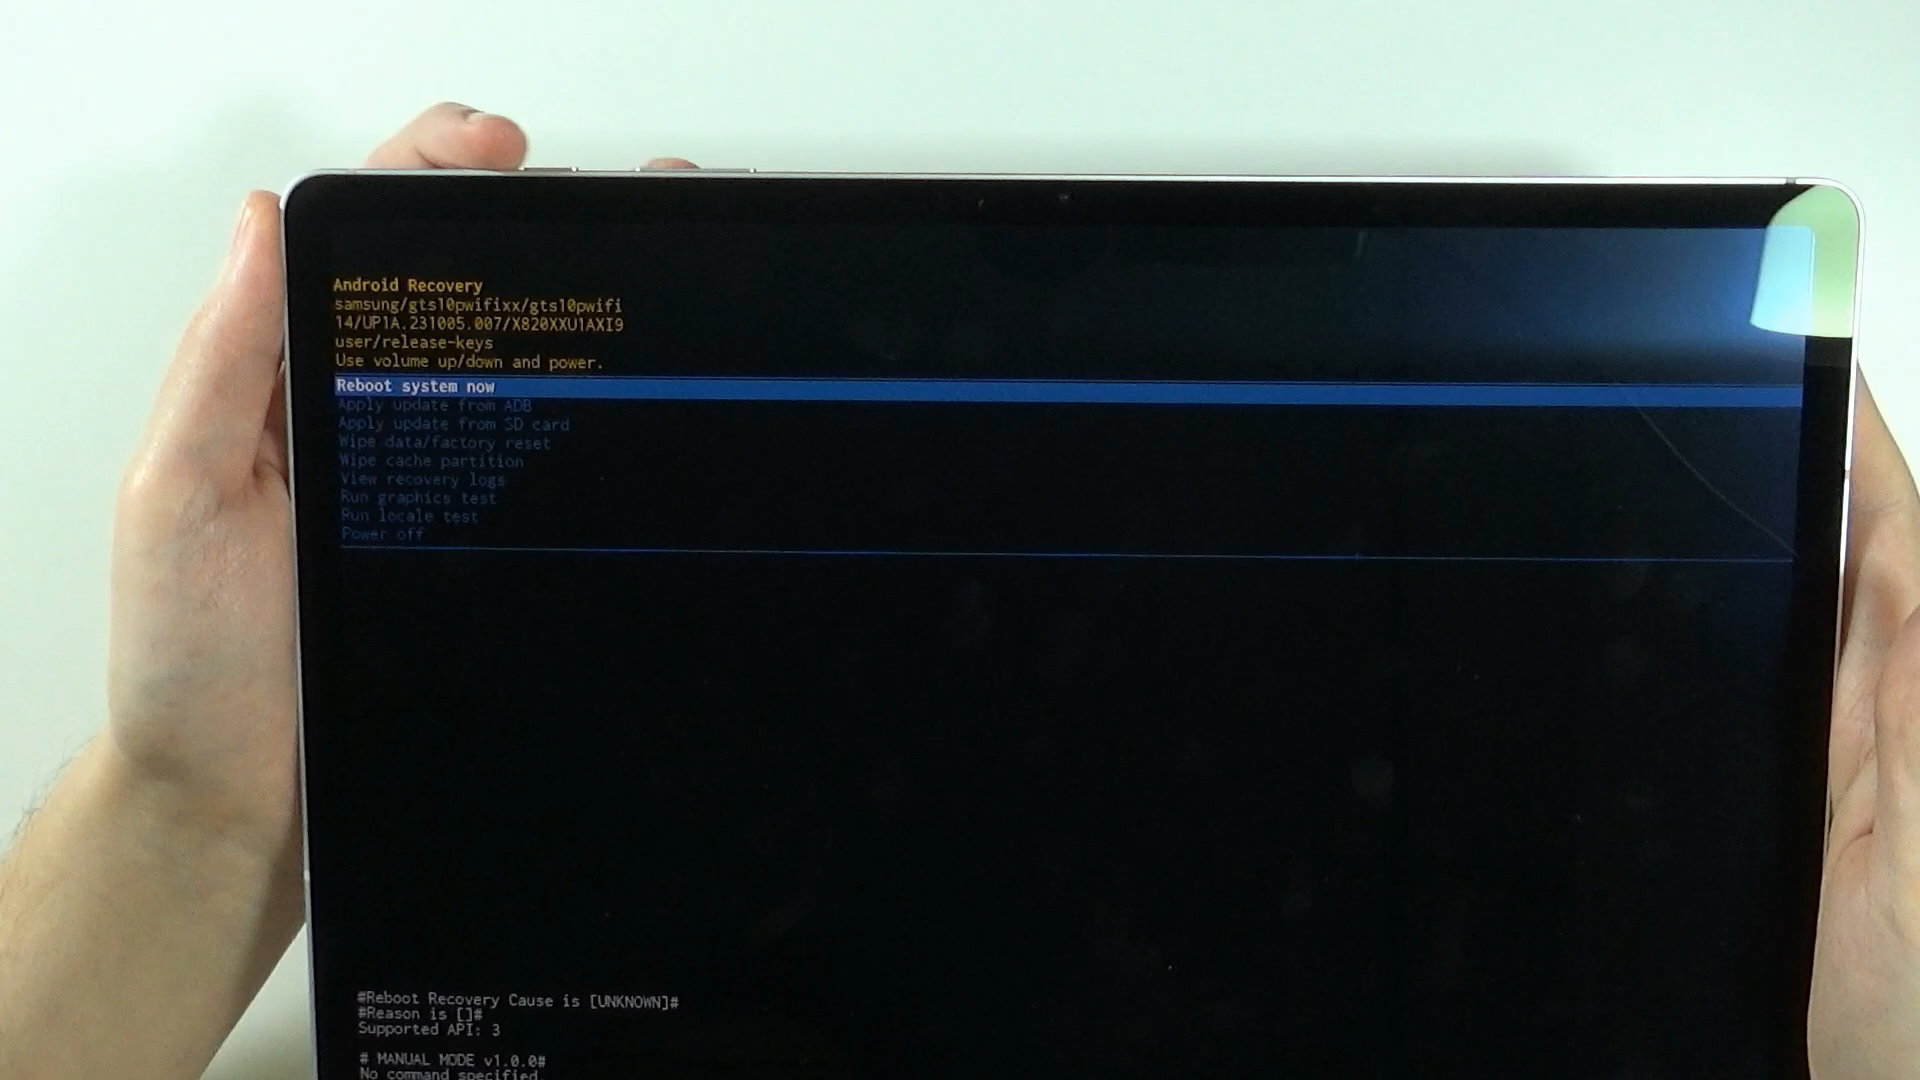 Android Recovery
samsung/gts10pwifixx/gts10pwifi
14/UP1A.231005.007/X820XXU1AXI9
user/release-keys
Use volume up/down and power.
Reboot system now
Apply update from ADB
Apply update from SD card
Wipe data/factory reset
Wipe cache partition
View recovery logs
Run graphics test
Run locale test
Power off
#Reboot Recovery Cause is [UNKNOWN]#
#Reason is []#
Supported API: 3
# MANUAL MODE v1.0.0#
No command specified.